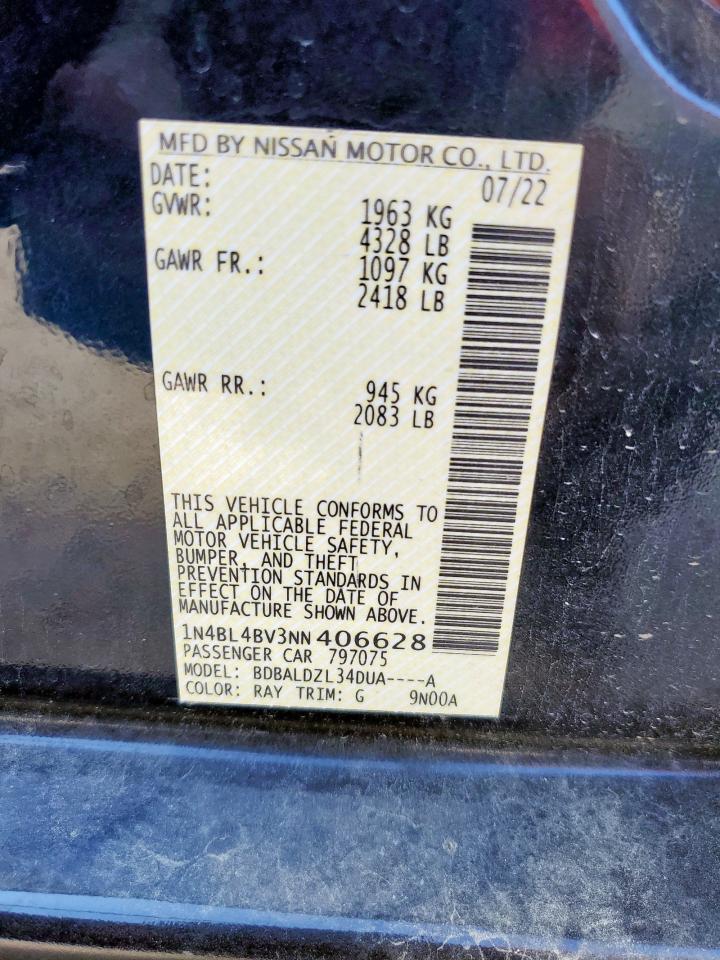 MFD BY NISSAN MOTOR CO., LTD.
DATE: 07/22
GVWR: 1963 KG
4328 LB
GAWR FR.: 1097 KG
2418 LB
GAWR RR.: 945 KG
2083 LB
THIS VEHICLE CONFORMS TO
ALL APPLICABLE FEDERAL
MOTOR VEHICLE SAFETY,
BUMPER, AND THEFT
PREVENTION STANDARDS IN
EFFECT ON THE DATE OF
MANUFACTURE SHOWN ABOVE.
1N4BL4BV3NN406628
PASSENGER CAR 797075
MODEL: BDBALDZL34DUA----A
COLOR: RAY TRIM: G 9N00A